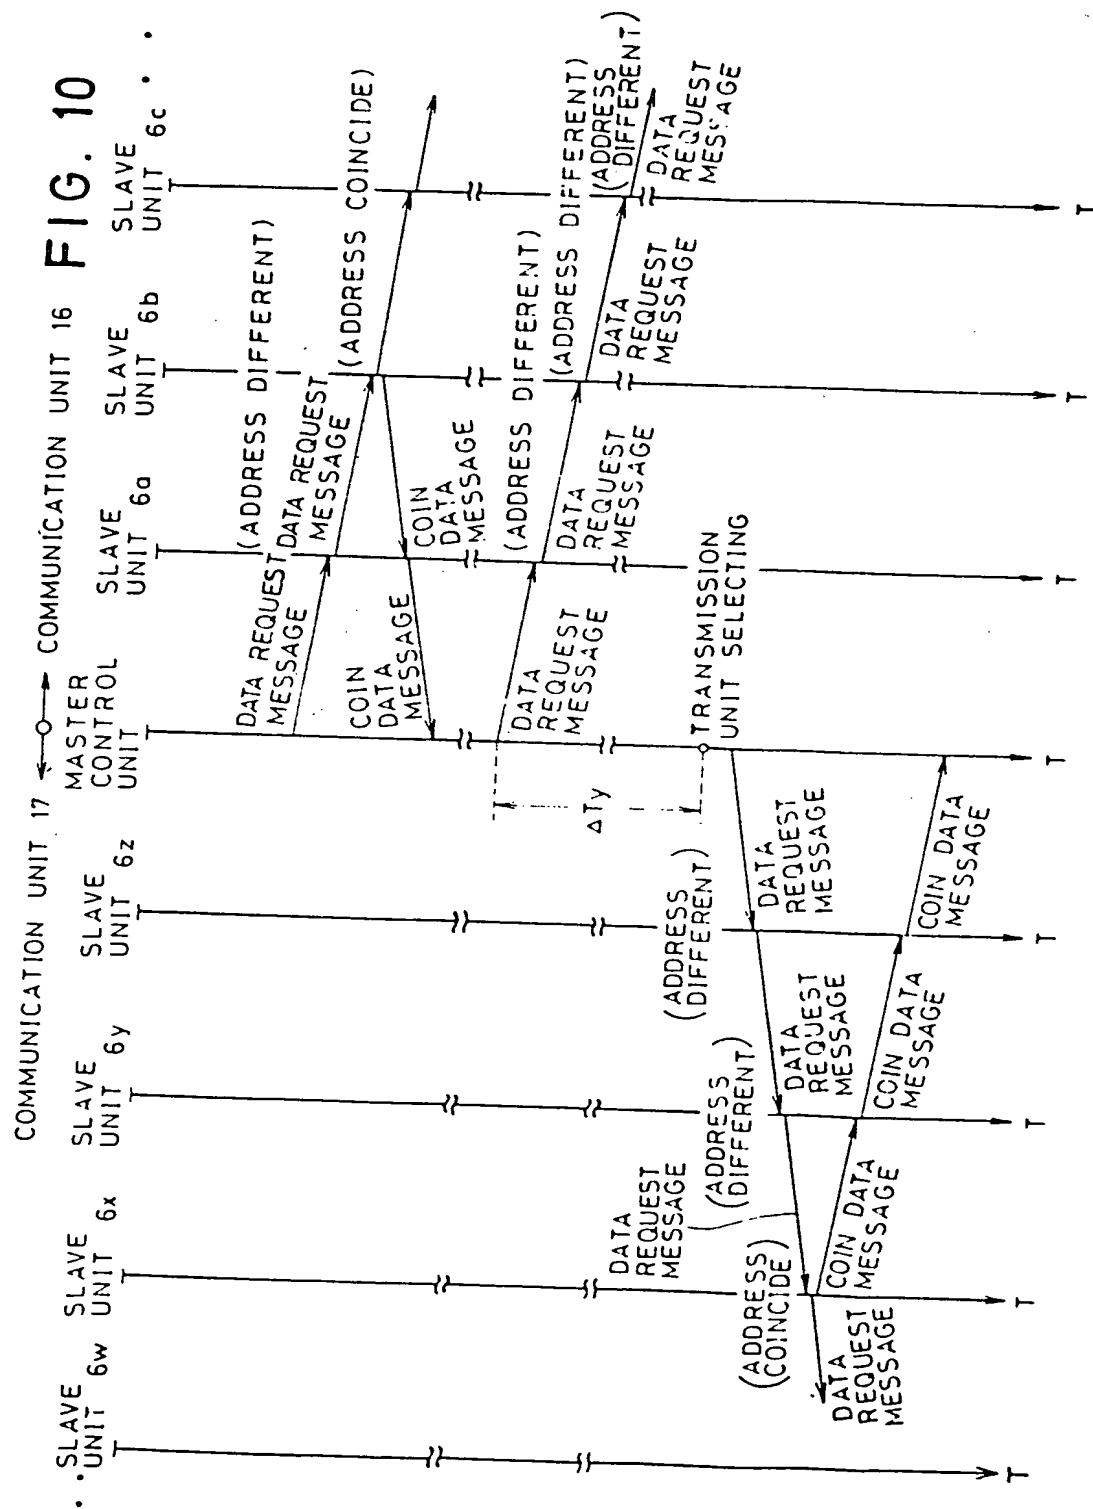 FIG. 10
COMMUNICATION UNIT 17
COMMUNICATION UNIT 16
SLAVE
UNIT 6w
SLAVE
UNIT 6x
SLAVE
UNIT 6y
SLAVE
UNIT 6z
MASTER
CONTROL
UNIT
SLAVE
UNIT 6a
SLAVE
UNIT 6b
SLAVE
UNIT 6c
DATA REQUEST
MESSAGE
(ADDRESS DIFFERENT)
DATA REQUEST
MESSAGE
(ADDRESS COINCIDE)
COIN
DATA
MESSAGE
COIN
DATA
MESSAGE
DATA
REQUEST
MESSAGE
(ADDRESS DIFFERENT)
DATA
REQUEST
MESSAGE
(ADDRESS DIFFERENT)
DATA
REQUEST
MESSAGE
(ADDRESS
DIFFERENT)
DATA
REQUEST
MESSAGE
ΔTy
TRANSMISSION
UNIT SELECTING
DATA
REQUEST
MESSAGE
(ADDRESS
DIFFERENT)
DATA
REQUEST
MESSAGE
(ADDRESS
DIFFERENT)
DATA
REQUEST
MESSAGE
(ADDRESS
COINCIDE)
DATA
REQUEST
MESSAGE
COIN DATA
MESSAGE
COIN DATA
MESSAGE
COIN DATA
MESSAGE
T
T
T
T
T
T
T
T